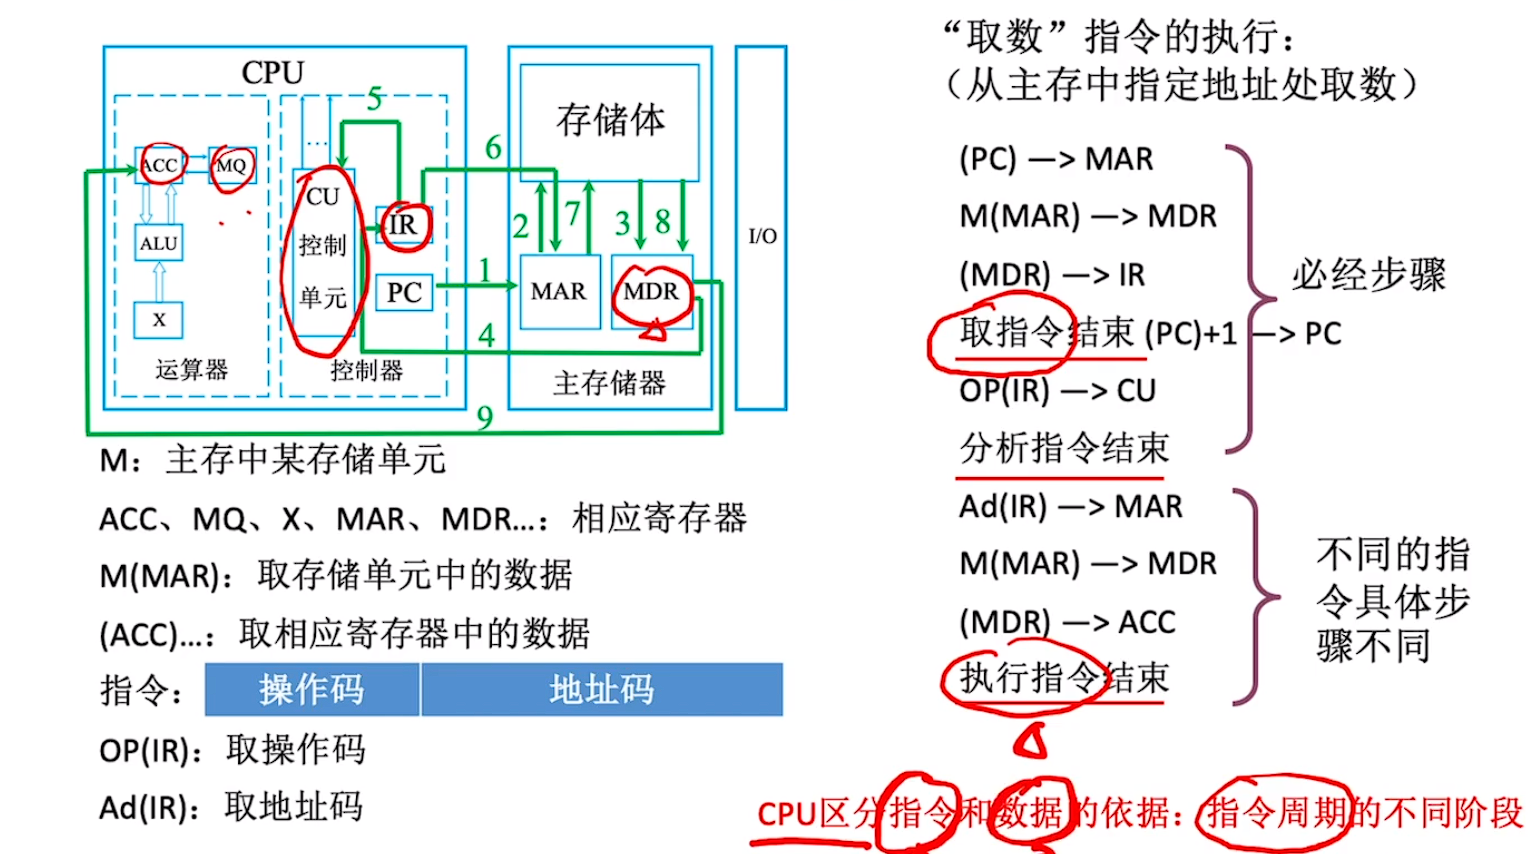 “取数”指令的执行：
（从主存中指定地址处取数）
CPU
ACC
MQ
ALU
X
运算器
...
CU
控制
单元
IR
PC
控制器
存储体
MAR
MDR
主存储器
I/O
5
6
2
7
3
8
1
4
9
M：主存中某存储单元
ACC、MQ、X、MAR、MDR...：相应寄存器
M(MAR)：取存储单元中的数据
(ACC)...：取相应寄存器中的数据
指令：操作码 地址码
OP(IR)：取操作码
Ad(IR)：取地址码
(PC) —> MAR
M(MAR) —> MDR
(MDR) —> IR
取指令结束 (PC)+1 —> PC
OP(IR) —> CU
分析指令结束
必经步骤
Ad(IR) —> MAR
M(MAR) —> MDR
(MDR) —> ACC
执行指令结束
不同的指
令具体步
骤不同
CPU区分指令和数据的依据：指令周期的不同阶段